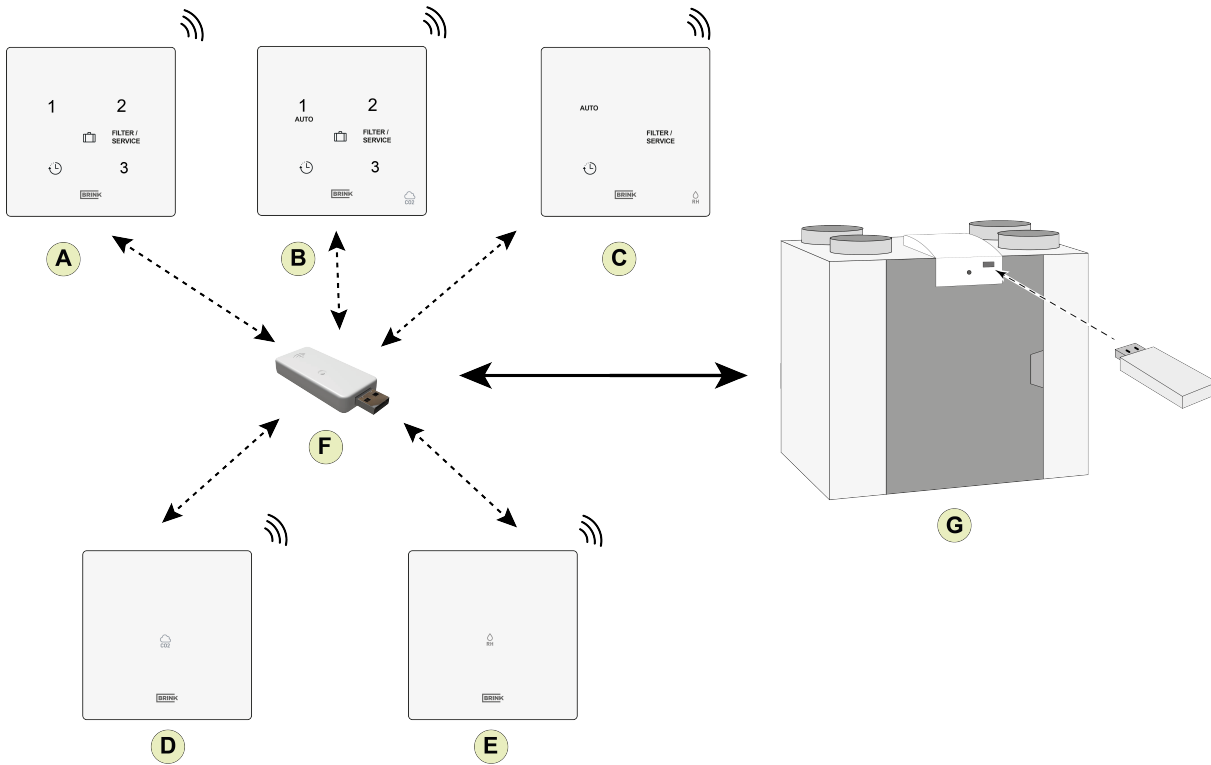 1
2
FILTER /
SERVICE
3
BRINK
A
1
AUTO
2
FILTER /
SERVICE
3
BRINK
CO2
B
AUTO
FILTER /
SERVICE
BRINK
RH
C
F
G
CO2
BRINK
D
RH
BRINK
E